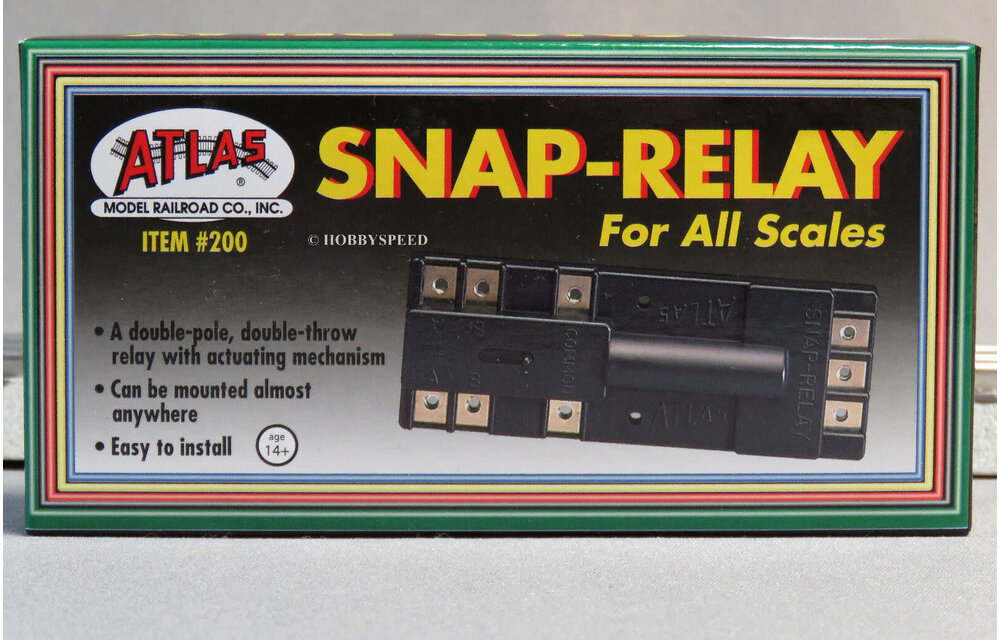 ATLAS®
MODEL RAILROAD CO., INC.
ITEM #200
SNAP-RELAY
For All Scales
© HOBBYSPEED
• A double-pole, double-throw
relay with actuating mechanism
• Can be mounted almost
anywhere
• Easy to install
age
14+
ATLAS
SNAP-RELAY
COMMON